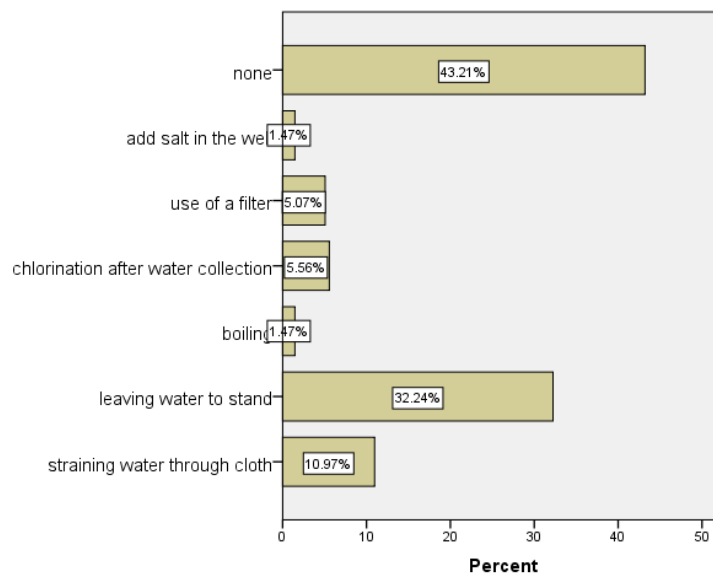 none
43.21%
add salt in the we
1.47%
use of a filter
5.07%
chlorination after water collection
5.56%
boiling
1.47%
leaving water to stand
32.24%
straining water through cloth
10.97%
0 10 20 30 40 50
Percent